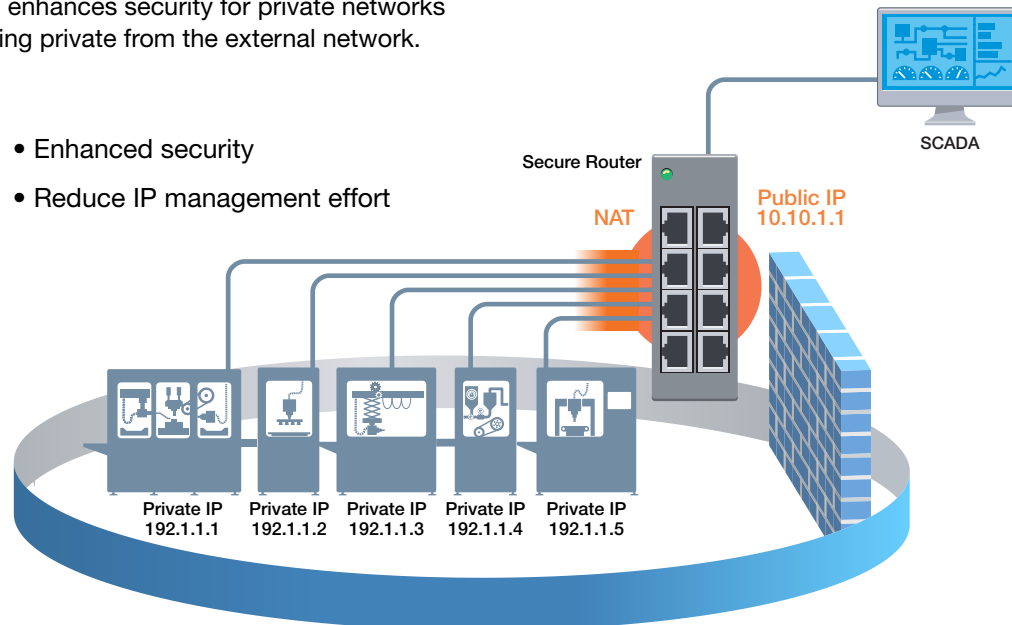 enhances security for private networks
ing private from the external network.
• Enhanced security
• Reduce IP management effort
SCADA
Secure Router
NAT
Public IP
10.10.1.1
Private IP
192.1.1.1
Private IP
192.1.1.2
Private IP
192.1.1.3
Private IP
192.1.1.4
Private IP
192.1.1.5